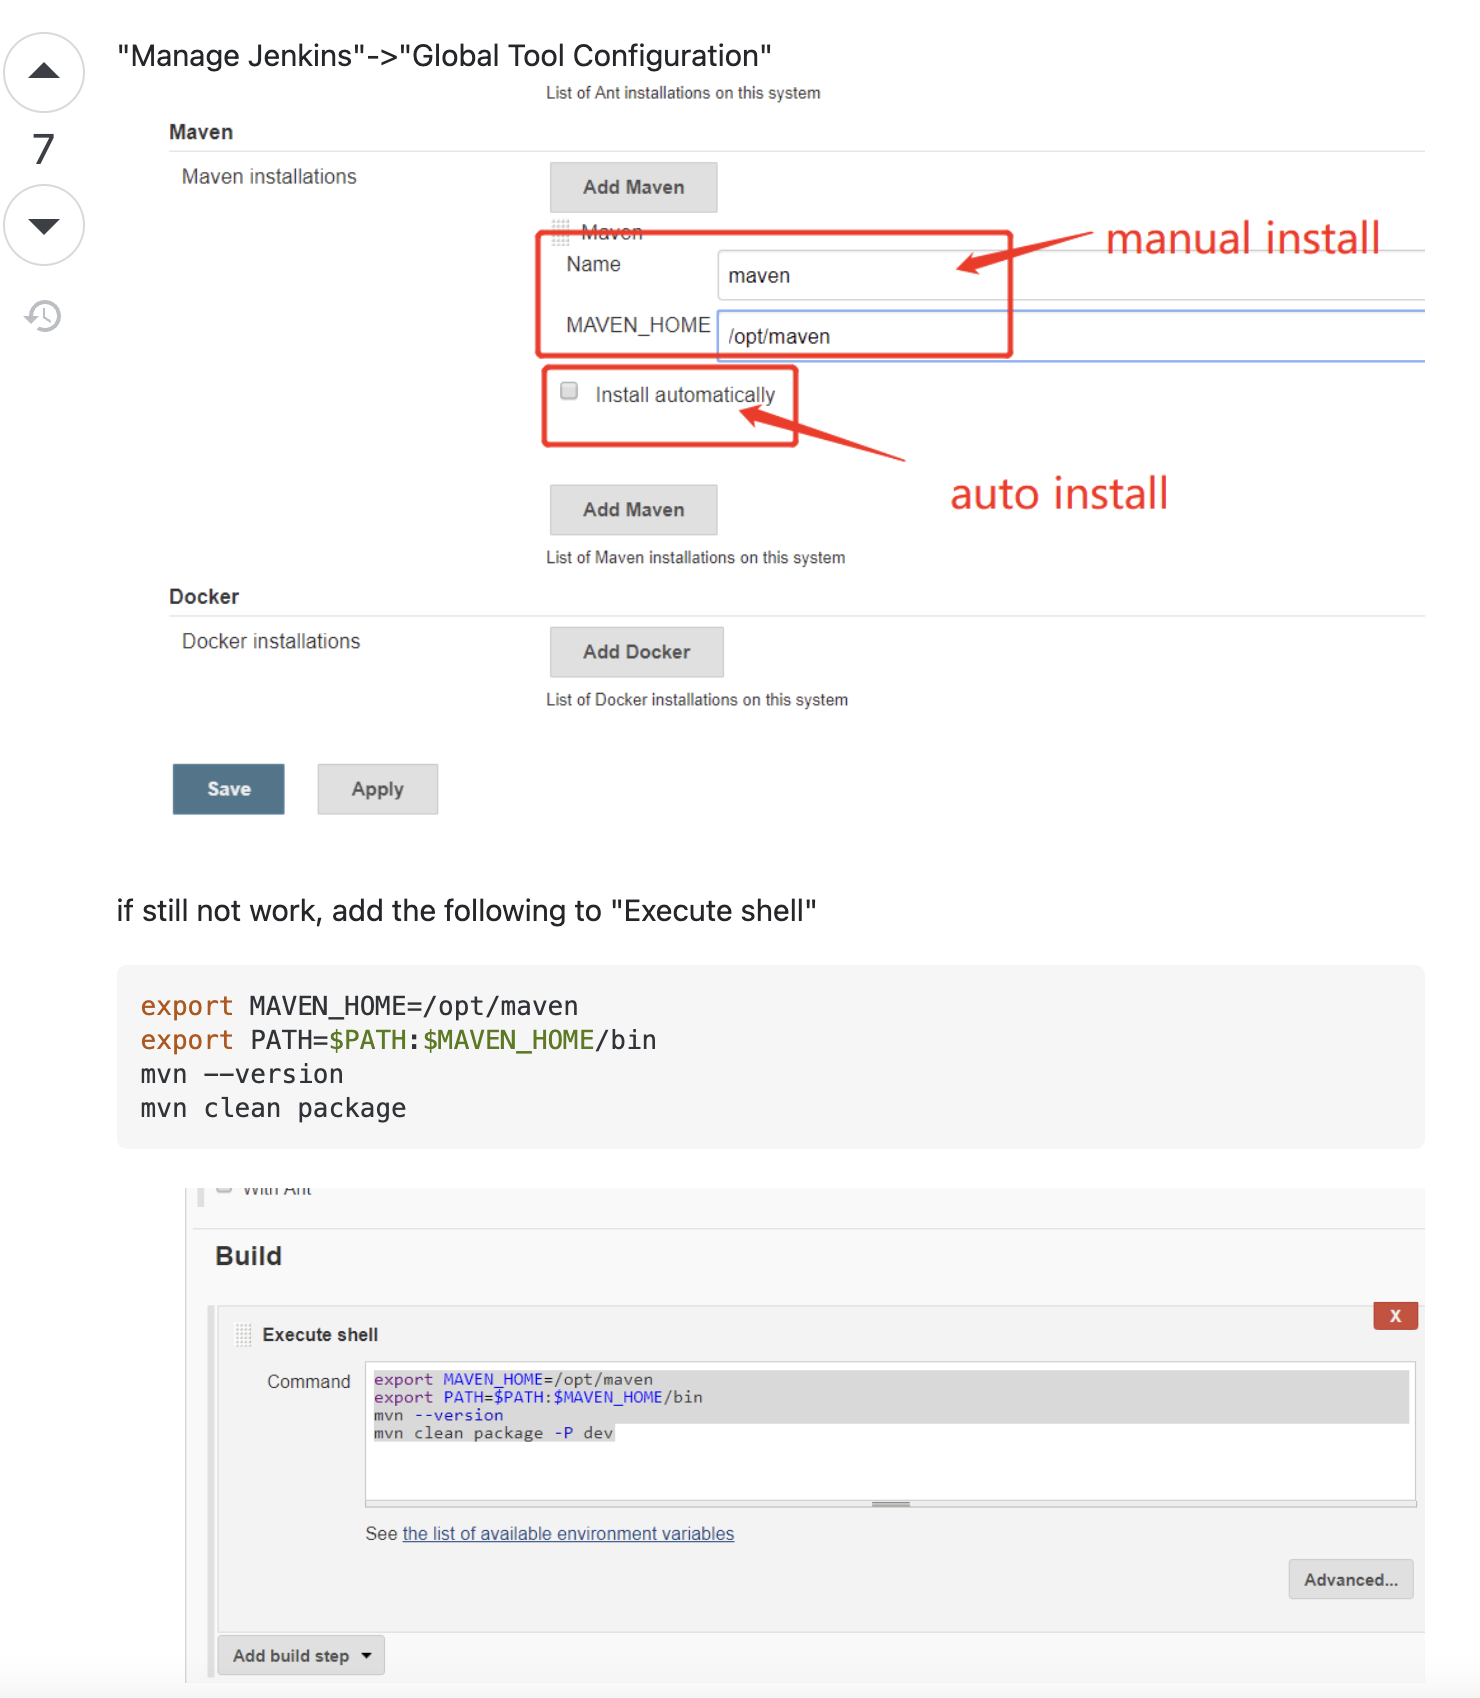 "Manage Jenkins"->"Global Tool Configuration"
List of Ant installations on this system
7
Maven
Maven installations
Add Maven
Maven
manual install
Name
maven
MAVEN_HOME
/opt/maven
Install automatically
auto install
Add Maven
List of Maven installations on this system
Docker
Docker installations
Add Docker
List of Docker installations on this system
Save
Apply
if still not work, add the following to "Execute shell"
export MAVEN_HOME=/opt/maven
export PATH=$PATH:$MAVEN_HOME/bin
mvn --version
mvn clean package
With Ant
Build
X
Execute shell
Command
export MAVEN_HOME=/opt/maven
export PATH=$PATH:$MAVEN_HOME/bin
mvn --version
mvn clean package -P dev
See the list of available environment variables
Advanced...
Add build step